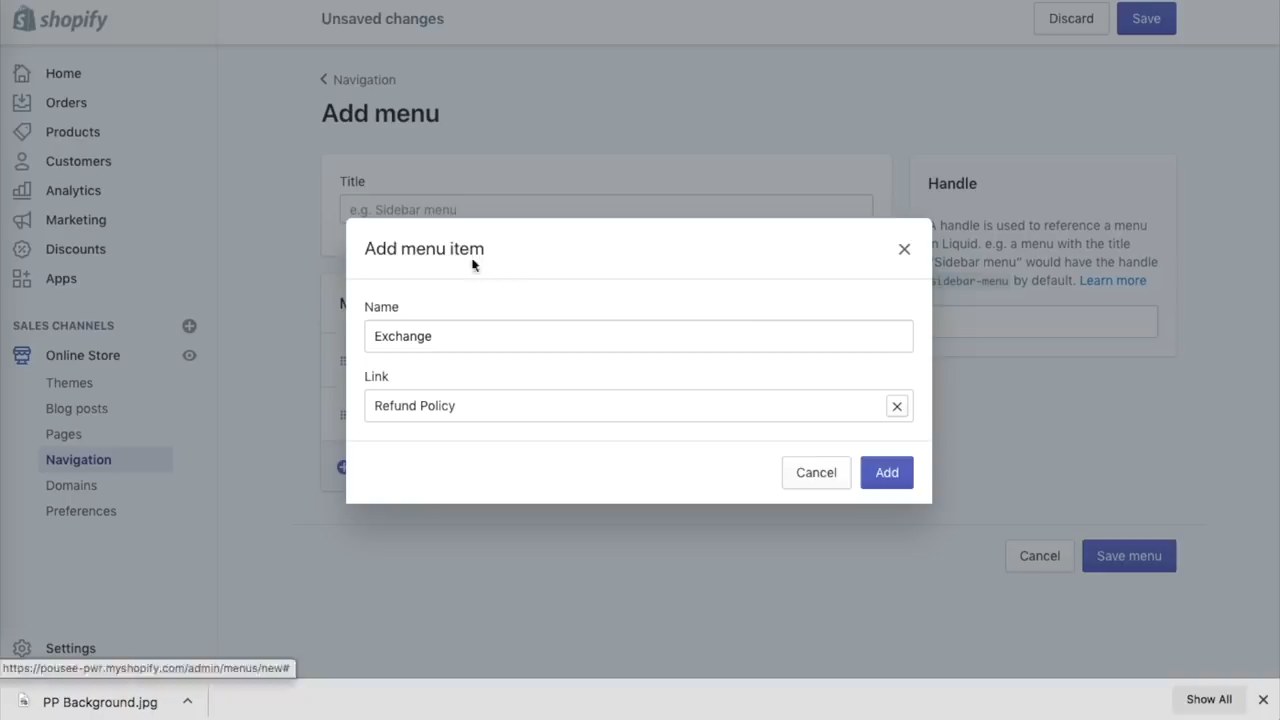 shopify
Unsaved changes
Discard
Save
Home
Orders
Products
Customers
Analytics
Marketing
Discounts
Apps
SALES CHANNELS
Online Store
Themes
Blog posts
Pages
Navigation
Domains
Preferences
Settings
Navigation
Add menu
Title
e.g. Sidebar menu
Handle
A handle is used to reference a menu
in Liquid. e.g. a menu with the title
"Sidebar menu" would have the handle
sidebar-menu by default. Learn more
Add menu item
Name
Exchange
Link
Refund Policy
Cancel
Add
Cancel
Save menu
https://pousee-pwr.myshopify.com/admin/menus/new#
PP Background.jpg
Show All